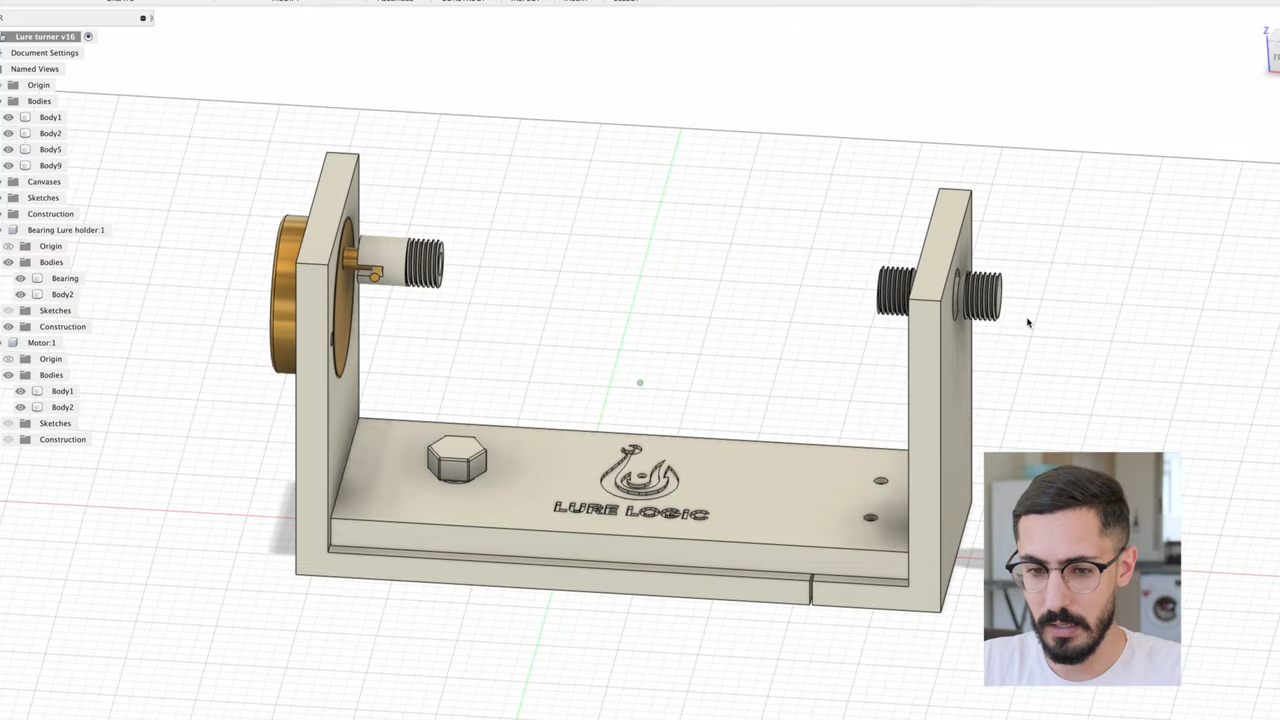 Lure turner v16
Document Settings
Named Views
Origin
Bodies
Body1
Body2
Body5
Body9
Canvases
Sketches
Construction
Bearing Lure holder:1
Origin
Bodies
Bearing
Body2
Sketches
Construction
Motor:1
Origin
Bodies
Body1
Body2
Sketches
Construction
LURE LOGIC
Z